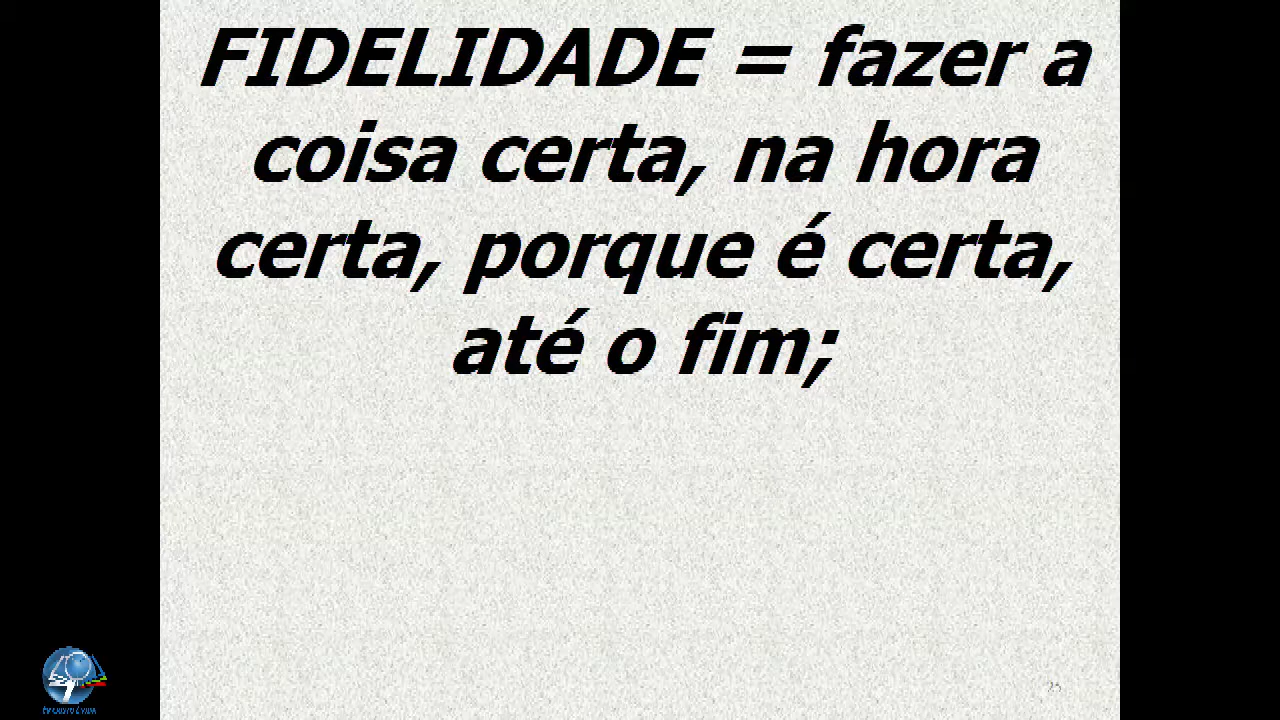 FIDELIDADE = fazer a
coisa certa, na hora
certa, porque é certa,
até o fim;